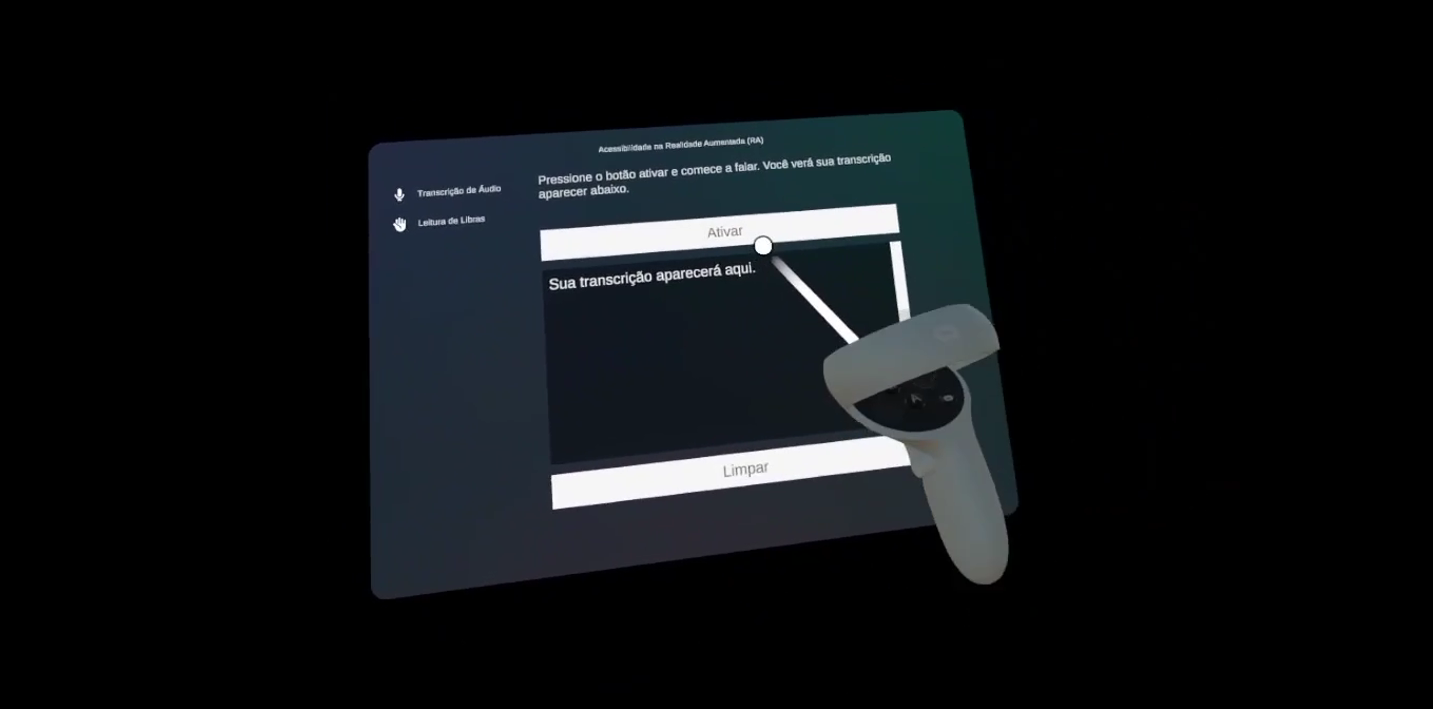 Acessibilidade na Realidade Aumentada (RA)
Transcrição de Áudio
Leitura de Libras
Pressione o botão ativar e comece a falar. Você verá sua transcrição
aparecer abaixo.
Ativar
Sua transcrição aparecerá aqui.
Limpar